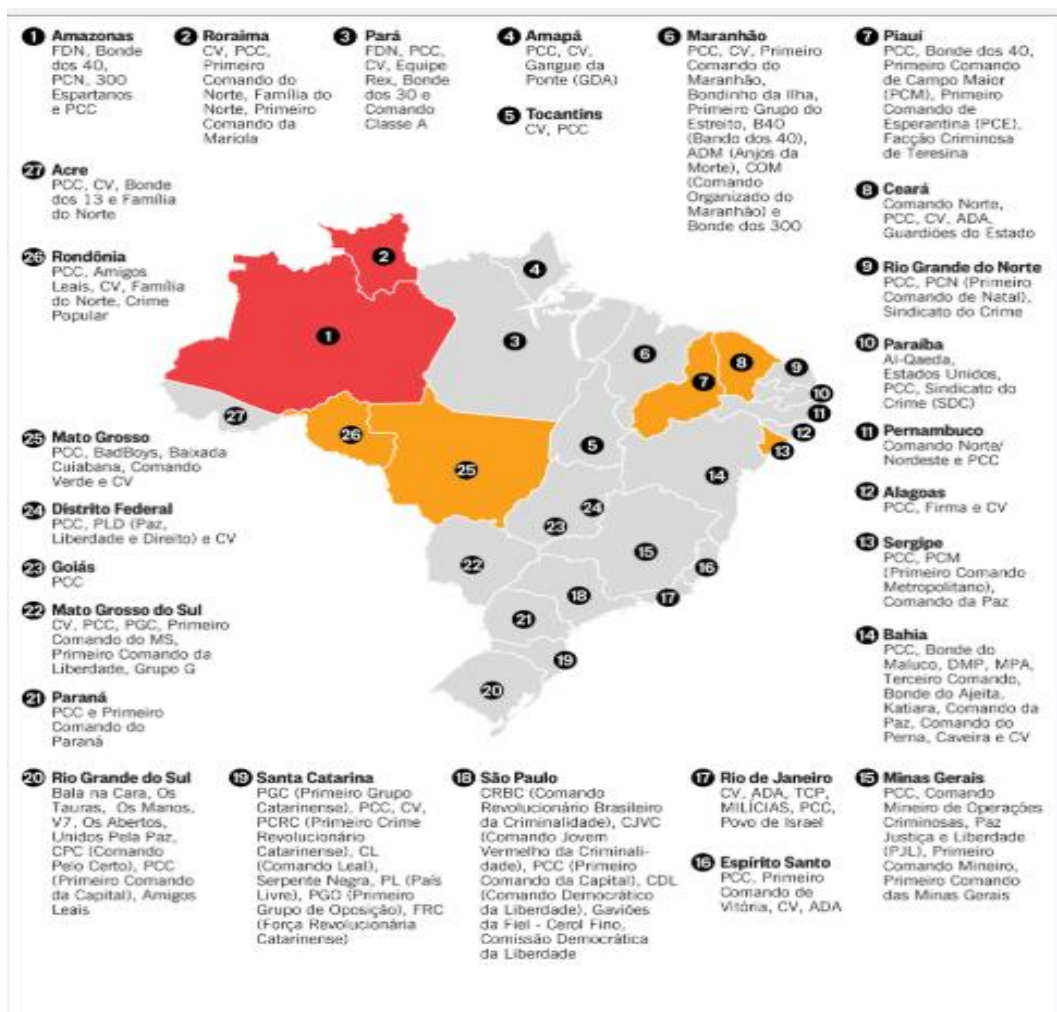 1 Amazonas
FDN, Bonde
dos 40,
PCN, 300
Espartanos
e PCC
2 Roraima
CV, PCC,
Primeiro
Comando do
Norte, Família do
Norte, Primeiro
Comando da
Mariola
3 Pará
FDN, PCC,
CV, Equipe
Rex, Bonde
dos 30 e
Comando
Classe A
4 Amapá
PCC, CV,
Gangue da
Ponte (GDA)
5 Tocantins
CV, PCC
6 Maranhão
PCC, CV, Primeiro
Comando do
Maranhão,
Bondinho da Ilha,
Primeiro Grupo do
Estreito, B40
(Bando dos 40),
ADM (Anjos da
Morte), COM
(Comando
Organizado do
Maranhão) e
Bonde dos 300
7 Piauí
PCC, Bonde dos 40,
Primeiro Comando
de Campo Maior
(PCM), Primeiro
Comando de
Esperantina (PCE),
Facção Criminosa
de Teresina
8 Ceará
Comando Norte,
PCC, CV, ADA,
Guardiões do Estado
9 Rio Grande do Norte
PCC, PCN (Primeiro
Comando de Natal),
Sindicato do Crime
10 Paraíba
Al-Qaeda,
Estados Unidos,
PCC, Sindicato do
Crime (SDC)
11 Pernambuco
Comando Norte/
Nordeste e PCC
12 Alagoas
PCC, Firma e CV
13 Sergipe
PCC, PCM
(Primeiro Comando
Metropolitano),
Comando da Paz
14 Bahia
PCC, Bonde do
Maluco, DMP, MPA,
Terceiro Comando,
Bonde do Ajeita,
Katiara, Comando da
Paz, Comando do
Perna, Caveira e CV
27 Acre
PCC, CV, Bonde
dos 13 e Família
do Norte
26 Rondônia
PCC, Amigos
Leais, CV, Família
do Norte, Crime
Popular
25 Mato Grosso
PCC, BadBoys, Baixada
Cuiabana, Comando
Verde e CV
24 Distrito Federal
PCC, PLD (Paz,
Liberdade e Direito) e CV
23 Goiás
PCC
22 Mato Grosso do Sul
CV, PCC, PGC, Primeiro
Comando do MS,
Primeiro Comando da
Liberdade, Grupo G
21 Paraná
PCC e Primeiro
Comando do
Paraná
2
4
1
3
6
8
7
9
10
11
12
13
27
26
25
5
14
24
23
22
15
16
18
17
21
19
20
20 Rio Grande do Sul
Bala na Cara, Os
Tauras, Os Manos,
V7, Os Abertos,
Unidos Pela Paz,
CPC (Comando
Pelo Certo), PCC
(Primeiro Comando
da Capital), Amigos
Leais
19 Santa Catarina
PGC (Primeiro Grupo
Catarinense), PCC, CV,
PCRC (Primeiro Crime
Revolucionário
Catarinense), CL
(Comando Leal),
Serpente Negra, PL (País
Livre), PGO (Primeiro
Grupo de Oposição), FRC
(Força Revolucionária
Catarinense)
18 São Paulo
CRBC (Comando
Revolucionário Brasileiro
da Criminalidade), CJVC
(Comando Jovem
Vermelho da Criminali-
dade), PCC (Primeiro
Comando da Capital), CDL
(Comando Democrático
da Liberdade), Gaviões
da Fiel - Cerol Fino,
Comissão Democrática
da Liberdade
17 Rio de Janeiro
CV, ADA, TCP,
MILÍCIAS, PCC,
Povo de Israel
16 Espírito Santo
PCC, Primeiro
Comando de
Vitória, CV, ADA
15 Minas Gerais
PCC, Comando
Mineiro de Operações
Criminosas, Paz
Justiça e Liberdade
(PJL), Primeiro
Comando Mineiro,
Primeiro Comando
das Minas Gerais